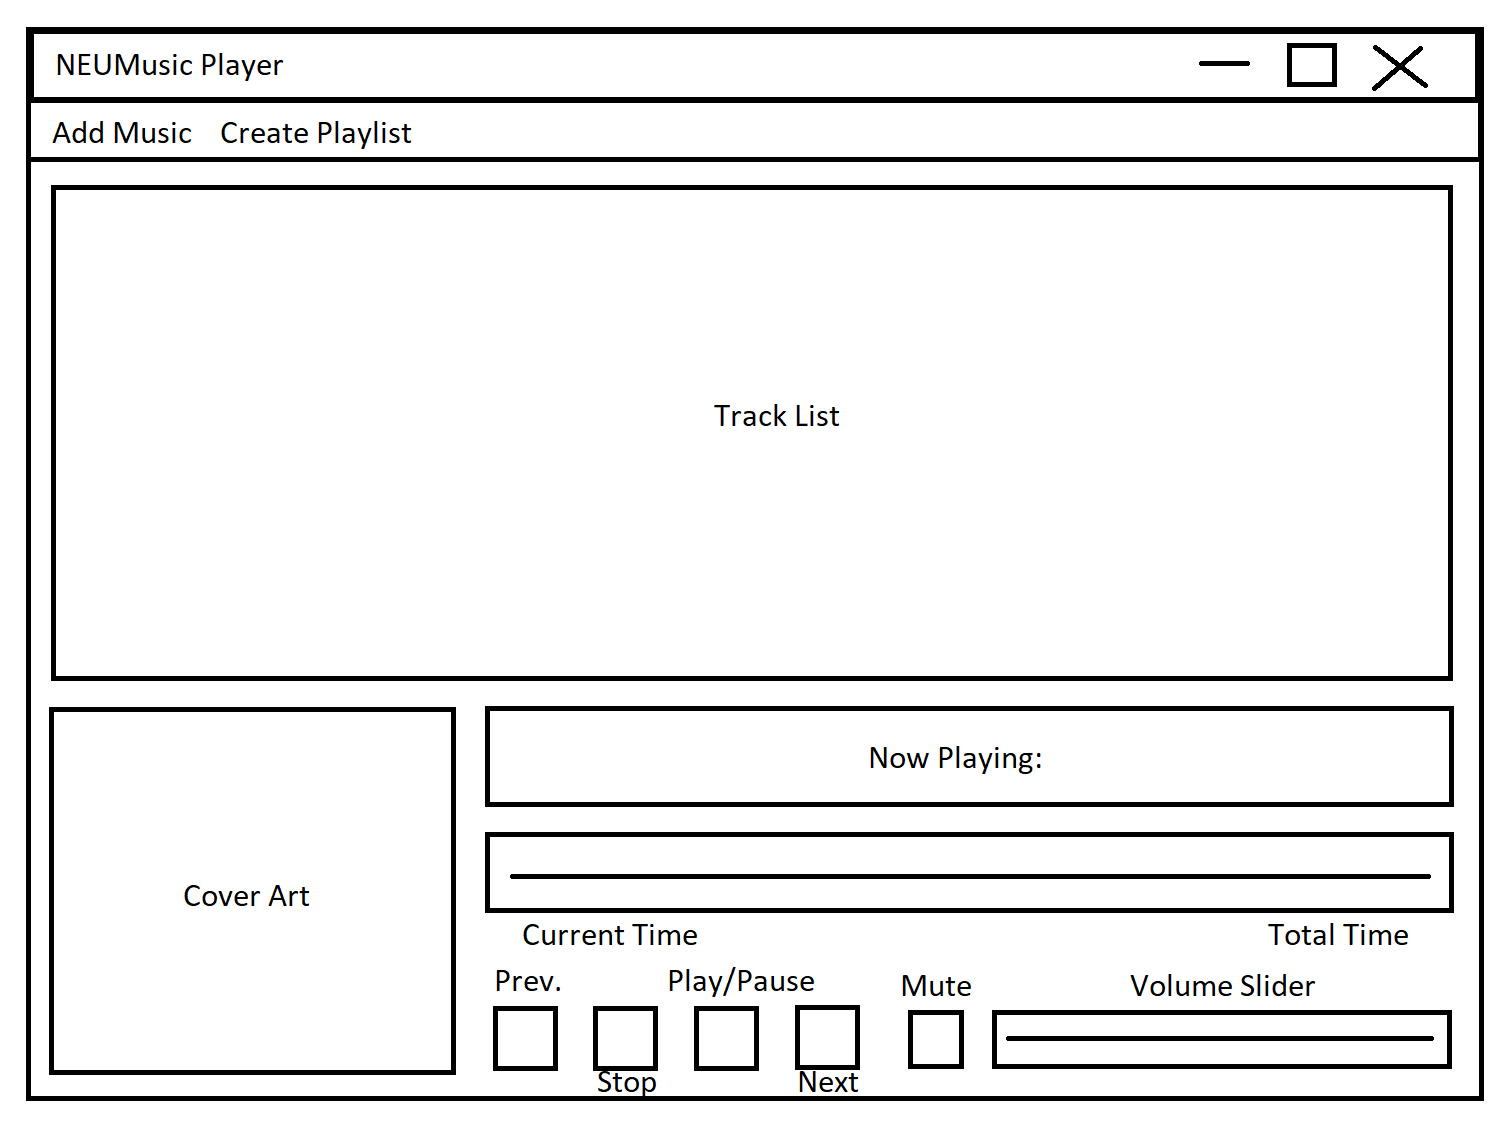 NEUMusic Player
Add Music Create Playlist
Track List
Cover Art
Now Playing:
Current Time Total Time
Prev. Play/Pause Mute Volume Slider
Stop Next